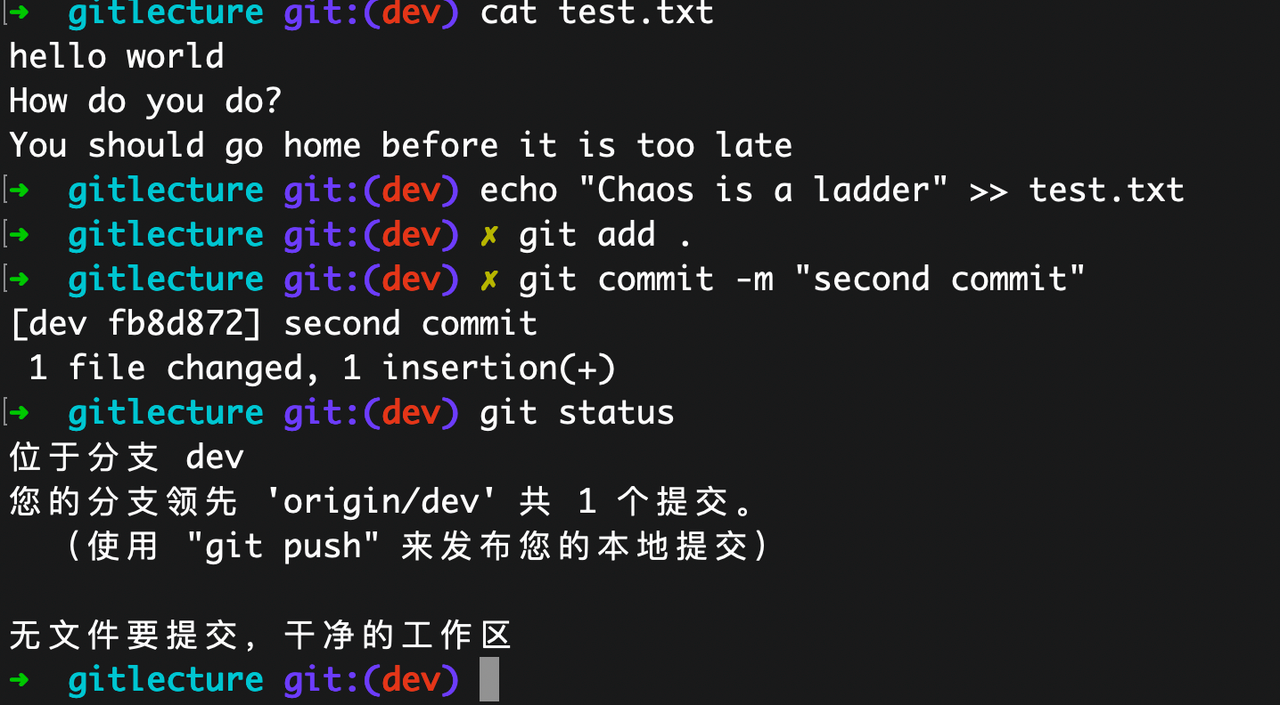 ➜  gitlecture git:(dev) cat test.txt
hello world
How do you do?
You should go home before it is too late
➜  gitlecture git:(dev) echo "Chaos is a ladder" >> test.txt
➜  gitlecture git:(dev) ✗ git add .
➜  gitlecture git:(dev) ✗ git commit -m "second commit"
[dev fb8d872] second commit
 1 file changed, 1 insertion(+)
➜  gitlecture git:(dev) git status
位于分支 dev
您的分支领先 'origin/dev' 共 1 个提交。
  （使用 "git push" 来发布您的本地提交）
无文件要提交，干净的工作区
➜  gitlecture git:(dev)